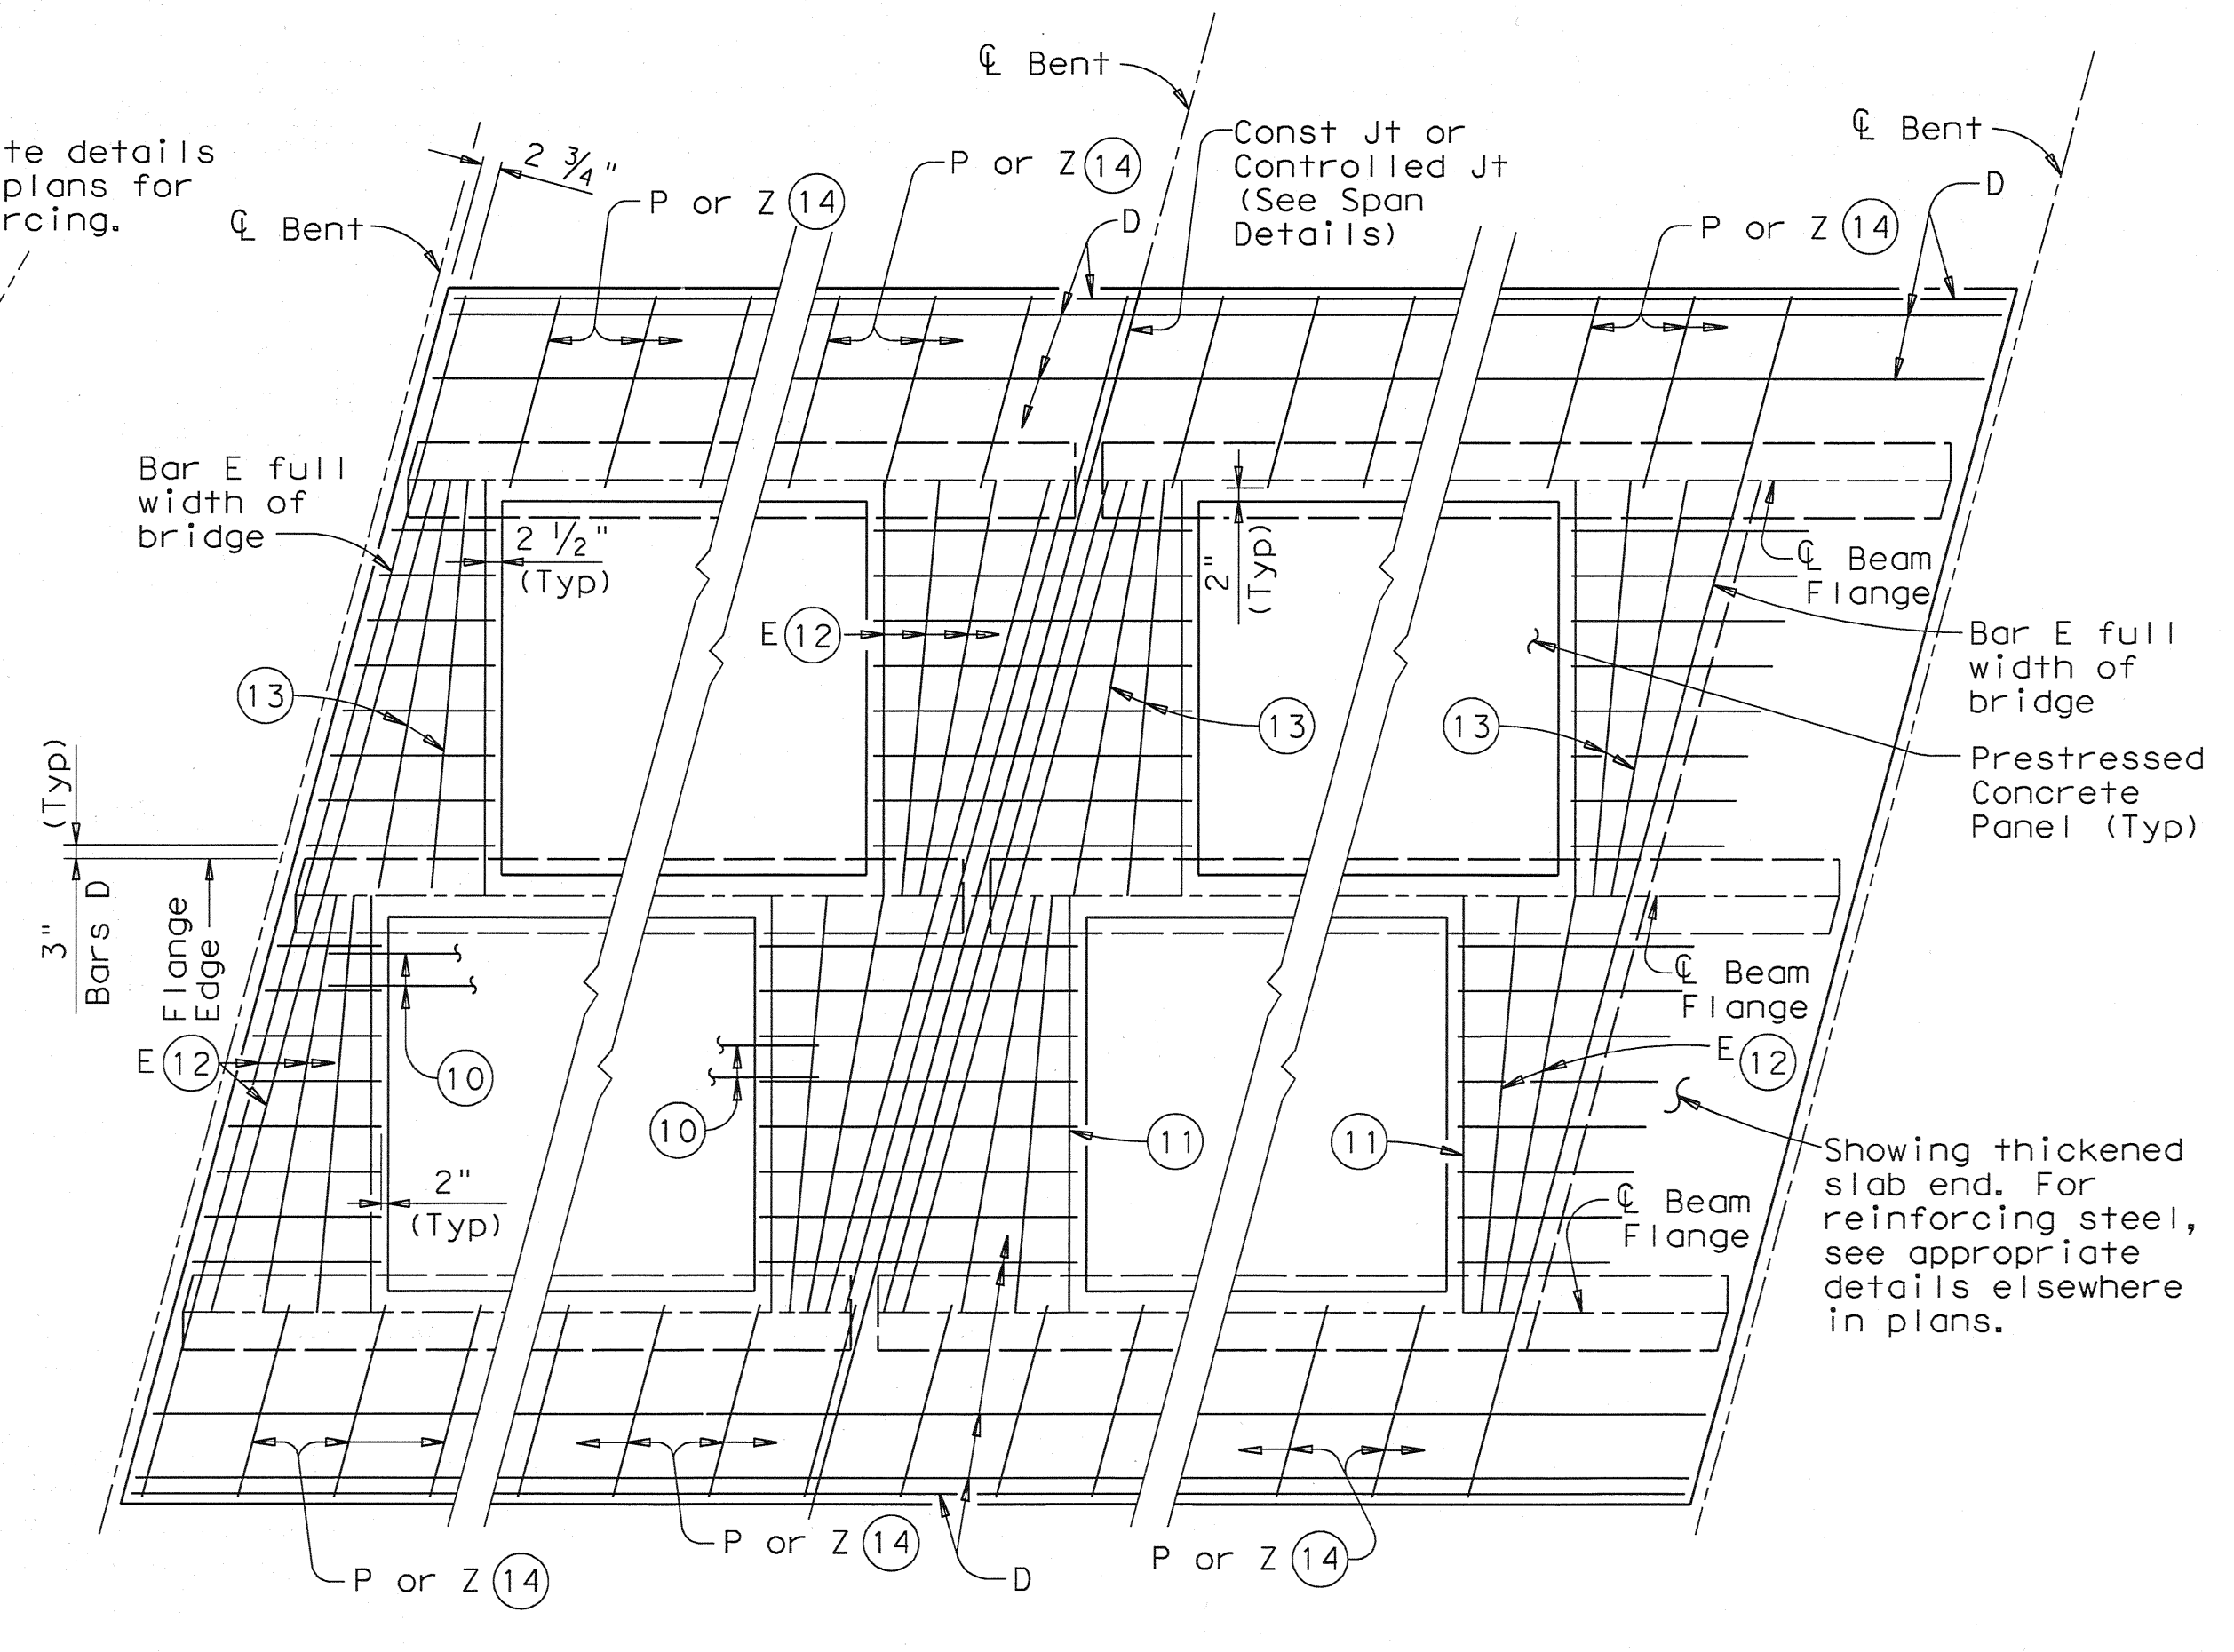 ℄ Bent
℄ Bent
te details
plans for
rcing.
2 3/4"
℄ Bent
P or Z 14
P or Z 14
D
Const Jt or
Controlled Jt
(See Span
Details)
P or Z 14
D
Bar E full
width of
bridge
2 1/2"
(Typ)
2"
(Typ)
℄ Beam
Flange
E 12
Bar E full
width of
bridge
13
13
13
Prestressed
Concrete
Panel (Typ)
(Typ)
3"
Bars D
Flange
Edge
℄ Beam
Flange
E 12
10
10
11
11
E 12
2"
(Typ)
℄ Beam
Flange
Showing thickened
slab end. For
reinforcing steel,
see appropriate
details elsewhere
in plans.
P or Z 14
P or Z 14
D
P or Z 14